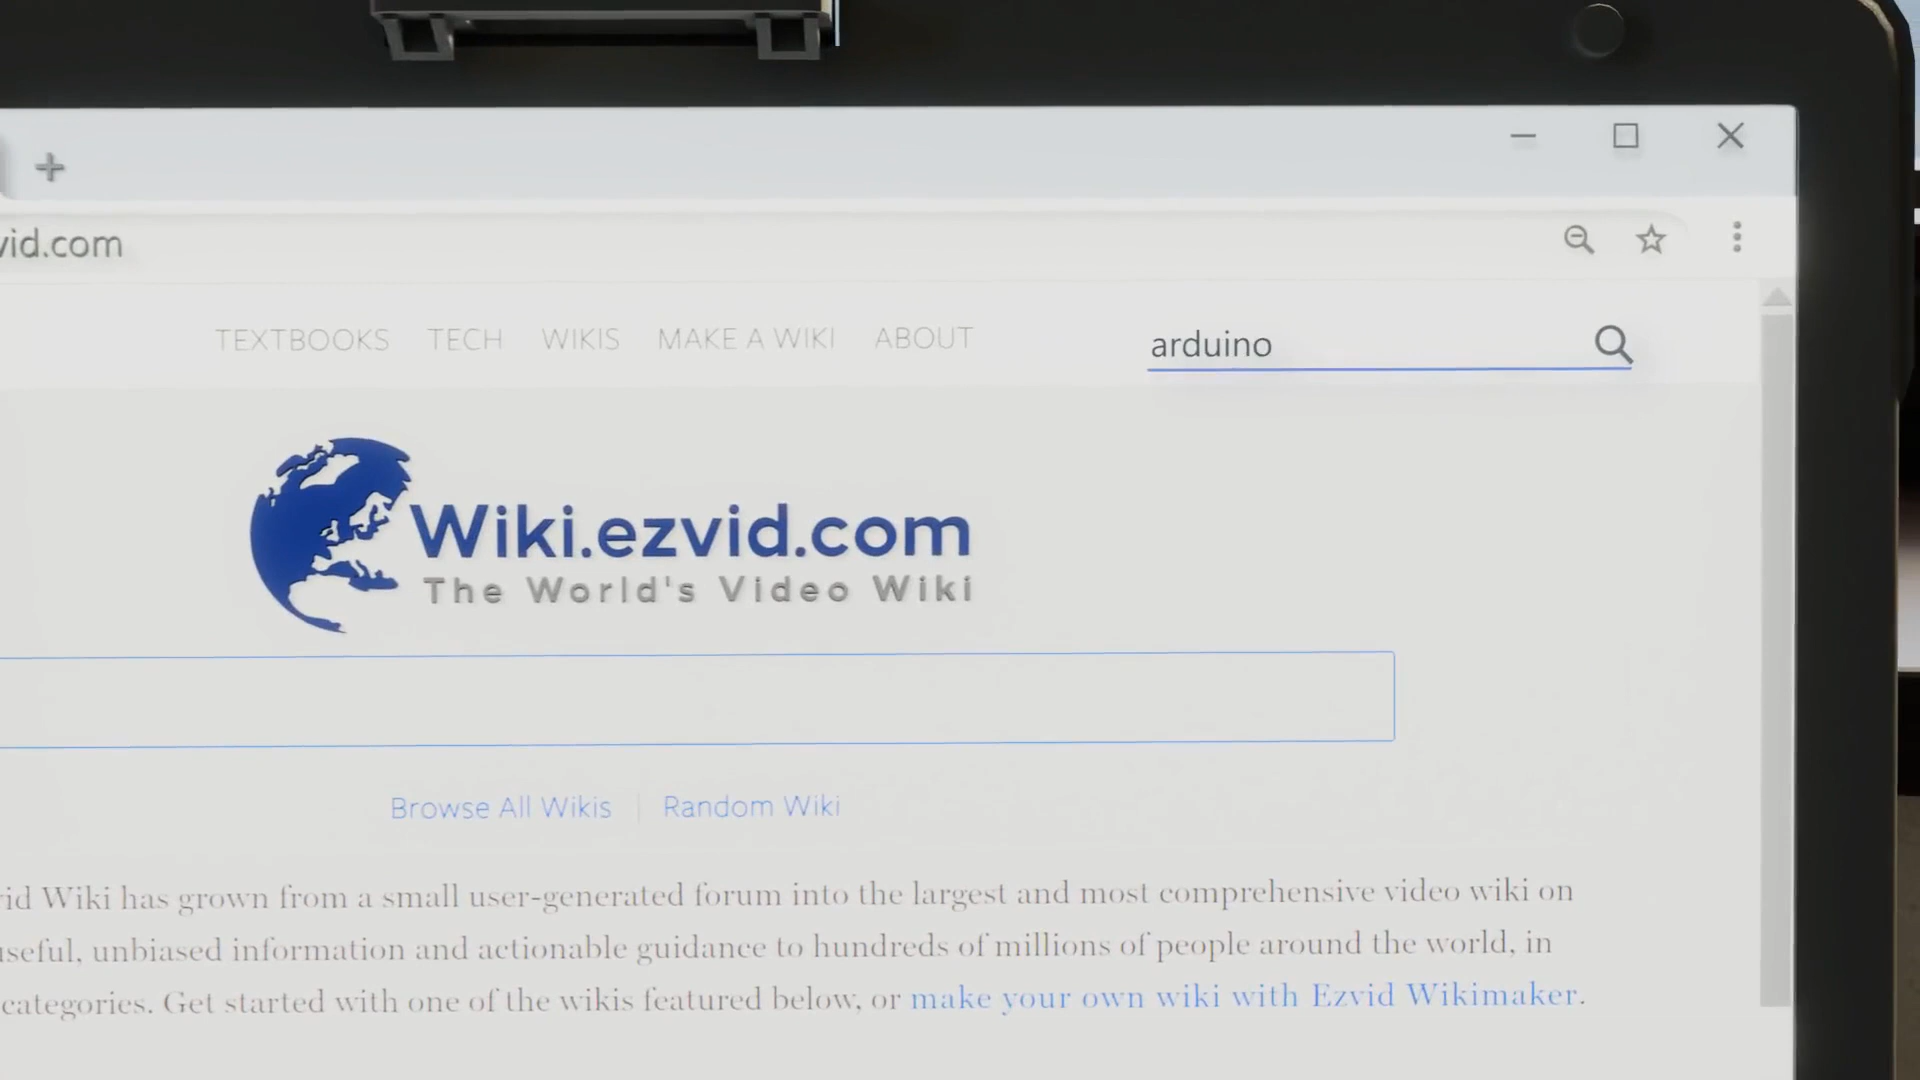 vid.com
TEXTBOOKS TECH WIKIS MAKE A WIKI ABOUT
arduino
Wiki.ezvid.com
The World's Video Wiki
Browse All Wikis | Random Wiki
vid Wiki has grown from a small user-generated forum into the largest and most comprehensive video wiki on
useful, unbiased information and actionable guidance to hundreds of millions of people around the world, in
categories. Get started with one of the wikis featured below, or make your own wiki with Ezvid Wikimaker.